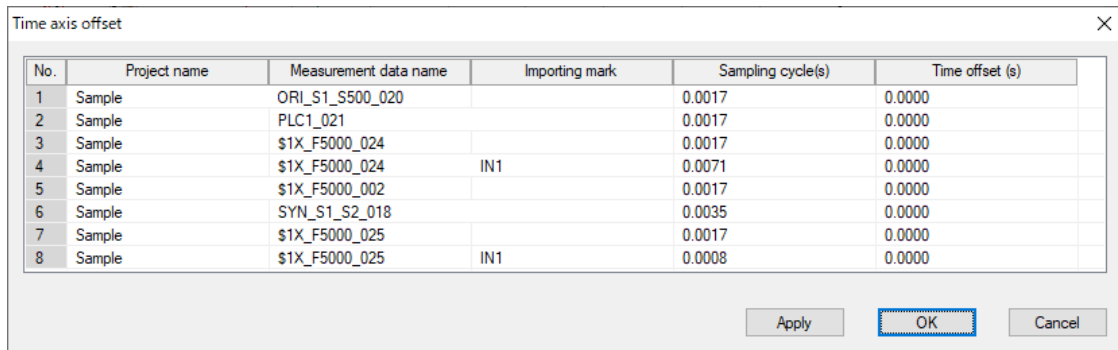 Time axis offset
No. Project name Measurement data name Importing mark Sampling cycle(s) Time offset (s)
1 Sample ORI_S1_S500_020 0.0017 0.0000
2 Sample PLC1_021 0.0017 0.0000
3 Sample $1X_F5000_024 0.0017 0.0000
4 Sample $1X_F5000_024 IN1 0.0071 0.0000
5 Sample $1X_F5000_002 0.0017 0.0000
6 Sample SYN_S1_S2_018 0.0035 0.0000
7 Sample $1X_F5000_025 0.0017 0.0000
8 Sample $1X_F5000_025 IN1 0.0008 0.0000
Apply OK Cancel